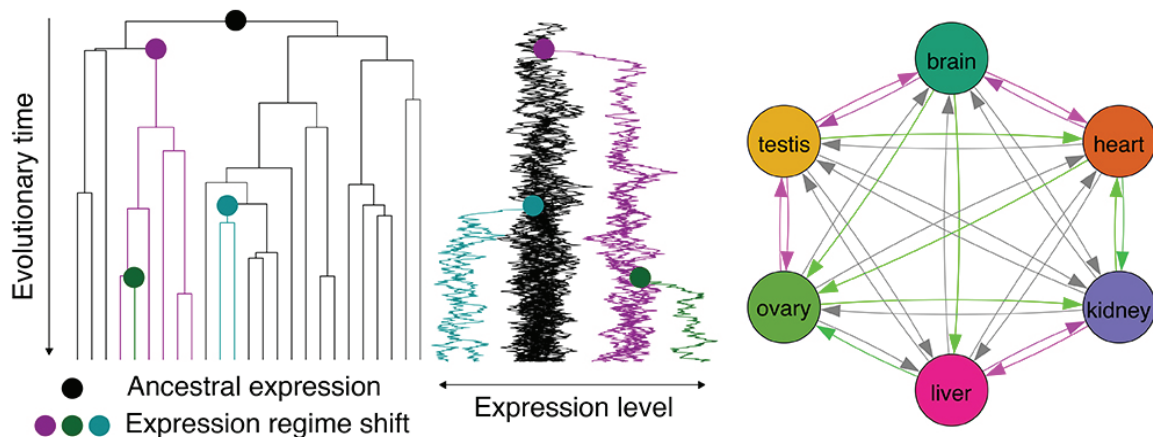 Evolutionary time
Ancestral expression
Expression regime shift
Expression level
brain
testis
heart
ovary
kidney
liver